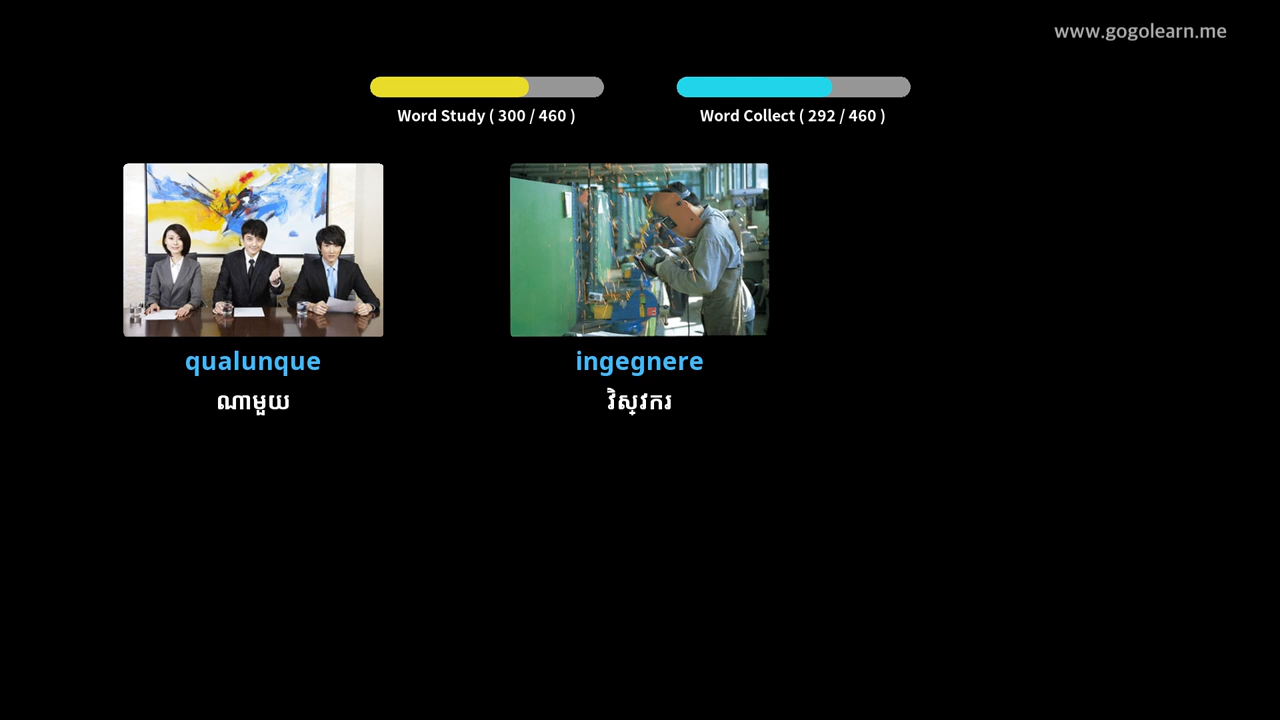 www.gogolearn.me
Word Study ( 300 / 460 )
Word Collect ( 292 / 460 )
qualunque
ណាមួយ
ingegnere
វិស្វករ